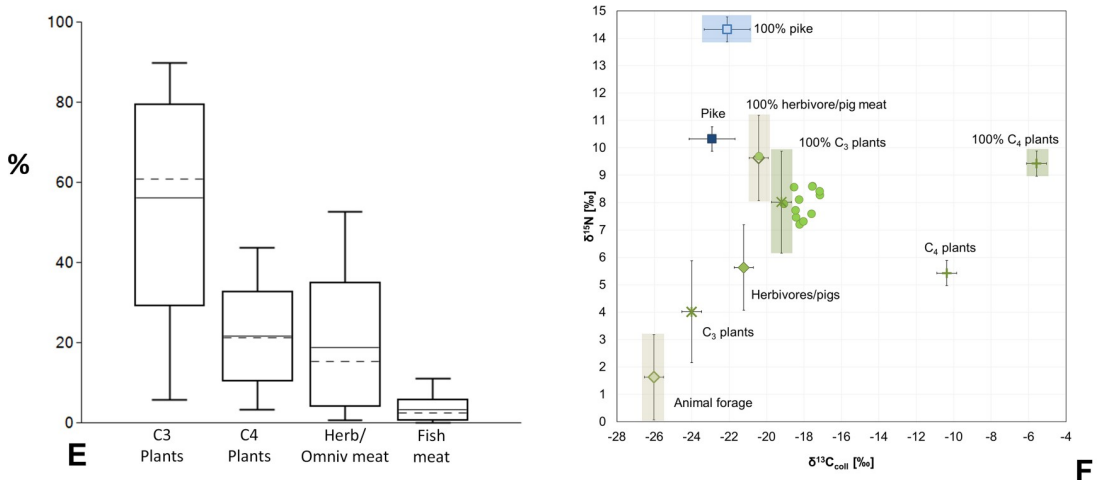 100
80
%
60
40
20
0
C3
Plants
C4
Plants
Herb/
Omniv meat
Fish
meat
E
15
14
13
12
11
10
9
8
7
6
5
4
3
2
1
0
δ¹⁵N [‰]
100% pike
100% herbivore/pig meat
Pike
100% C₃ plants
100% C₄ plants
C₄ plants
Herbivores/pigs
C₃ plants
Animal forage
-28 -26 -24 -22 -20 -18 -16 -14 -12 -10 -8 -6 -4
δ¹³C coll [‰]
F